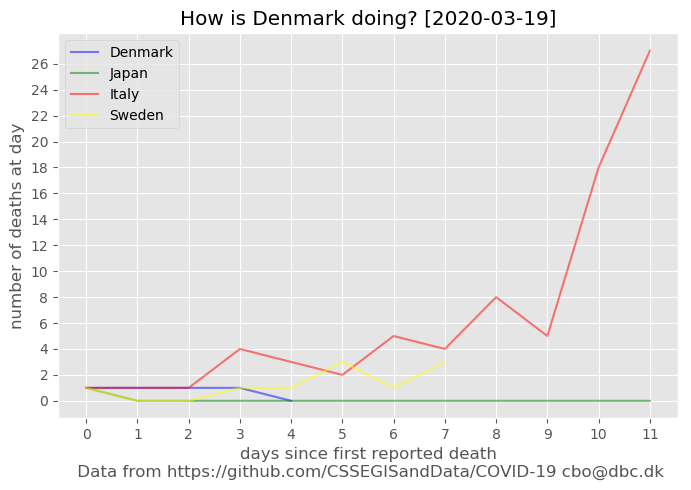 How is Denmark doing? [2020-03-19]
Denmark
Japan
Italy
Sweden
number of deaths at day
26
24
22
20
18
16
14
12
10
8
6
4
2
0
0 1 2 3 4 5 6 7 8 9 10 11
days since first reported death
Data from https://github.com/CSSEGISandData/COVID-19 cbo@dbc.dk